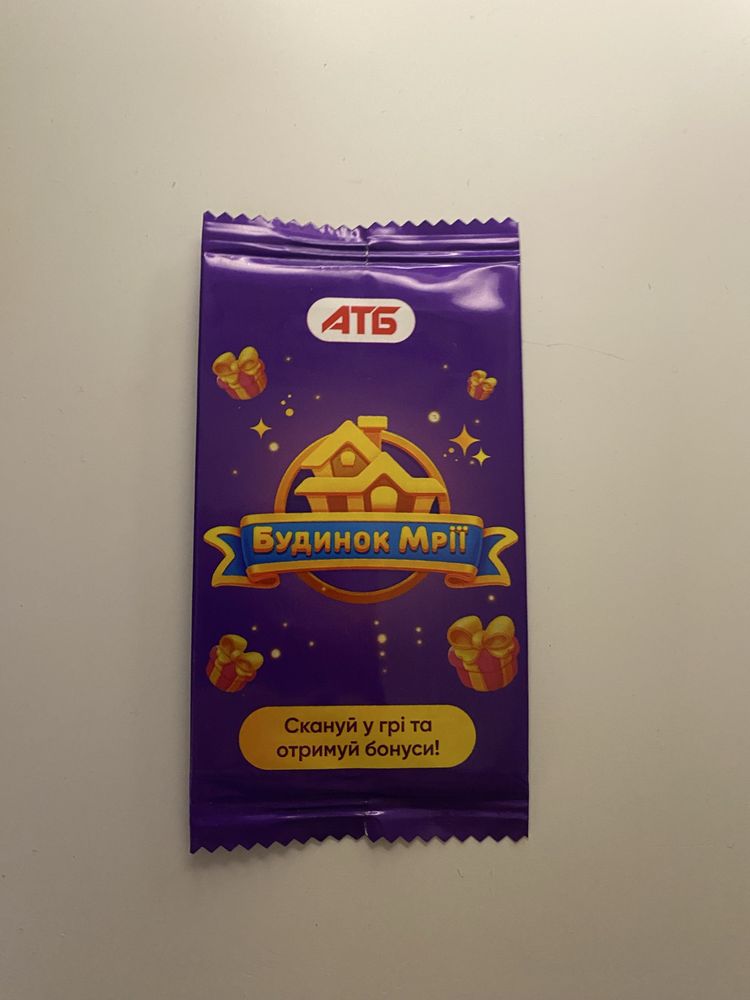 АТБ
Будинок Мрії
Скануй у грі та
отримуй бонуси!